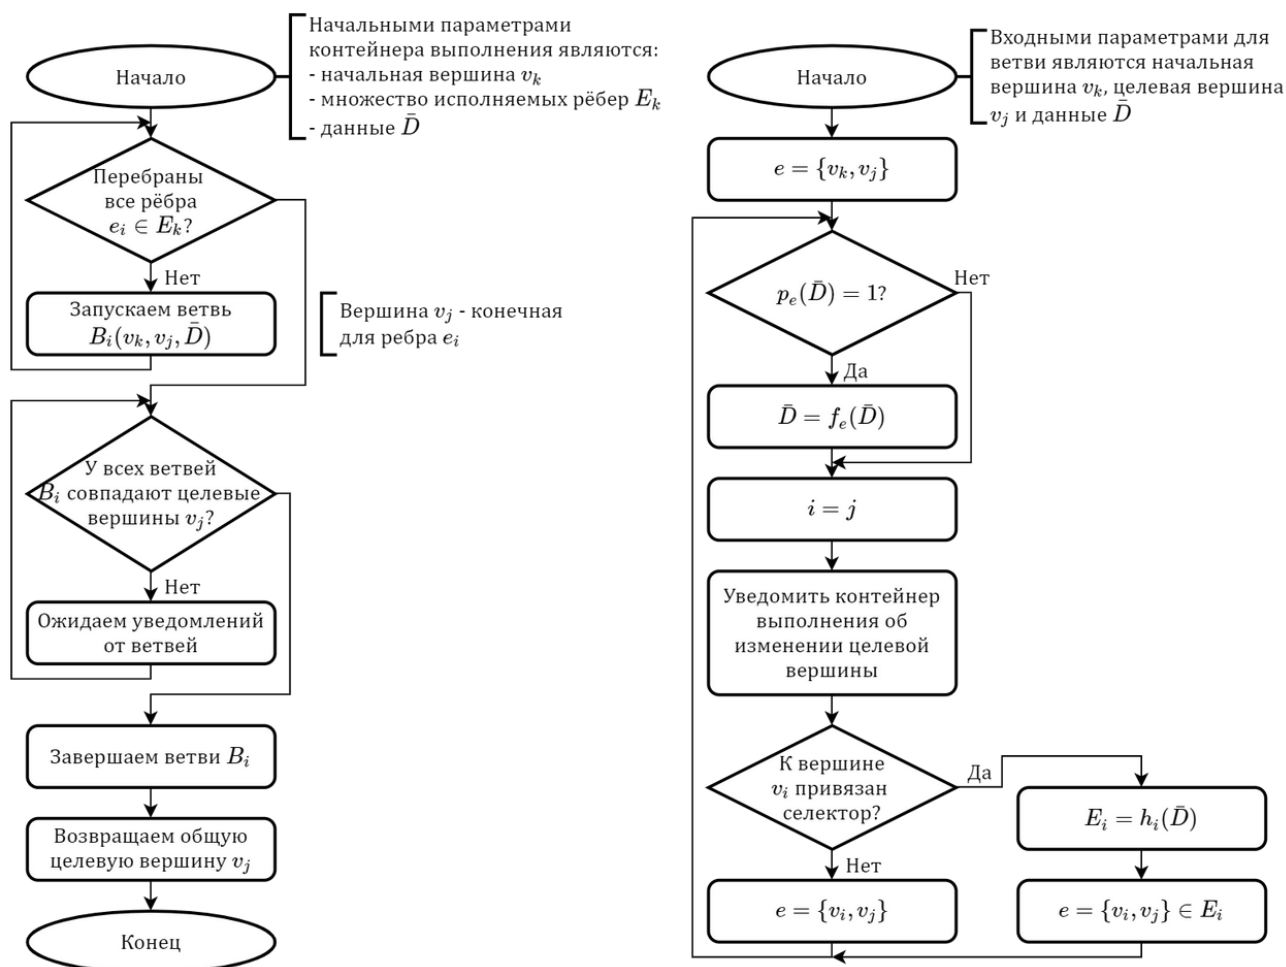 Начало
Начальными параметрами
контейнера выполнения являются:
- начальная вершина v_k
- множество исполняемых рёбер E_k
- данные D̄
Перебраны
все рёбра
e_i ∈ E_k?
Нет
Запускаем ветвь
B_i(v_k, v_j, D̄)
Вершина v_j - конечная
для ребра e_i
У всех ветвей
B_i совпадают целевые
вершины v_j?
Нет
Ожидаем уведомлений
от ветвей
Завершаем ветви B_i
Возвращаем общую
целевую вершину v_j
Конец
Начало
Входными параметрами для
ветви являются начальная
вершина v_k, целевая вершина
v_j и данные D̄
e = {v_k, v_j}
p_e(D̄) = 1?
Нет
Да
D̄ = f_e(D̄)
i = j
Уведомить контейнер
выполнения об
изменении целевой
вершины
К вершине
v_i привязан
селектор?
Да
E_i = h_i(D̄)
Нет
e = {v_i, v_j}
e = {v_i, v_j} ∈ E_i